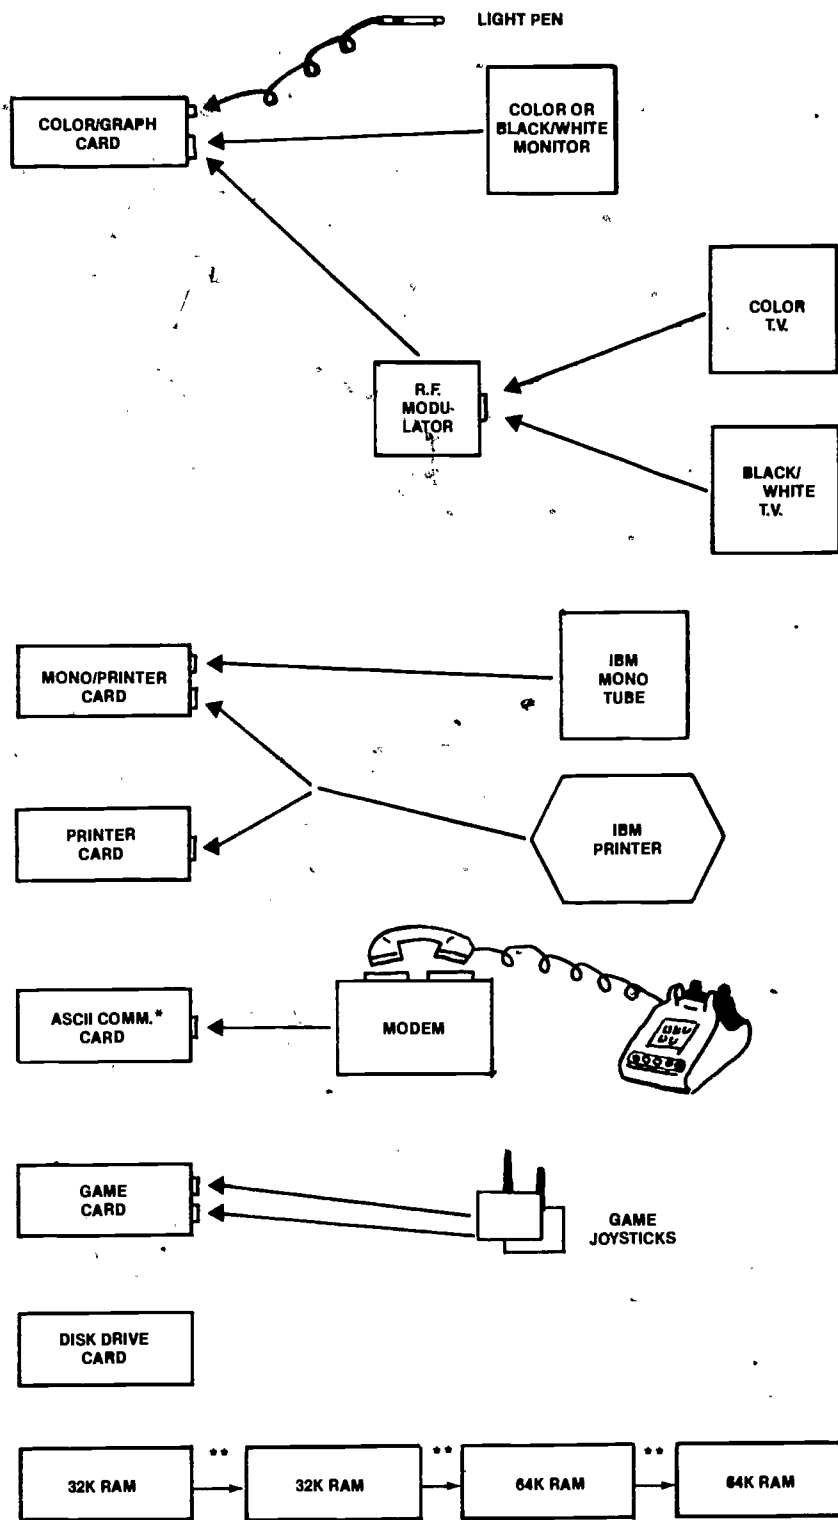 LIGHT PEN
COLOR/GRAPH
CARD
COLOR OR
BLACK/WHITE
MONITOR
COLOR
T.V.
R.F.
MODU-
LATOR
BLACK/
WHITE
T.V.
MONO/PRINTER
CARD
IBM
MONO
TUBE
PRINTER
CARD
IBM
PRINTER
ASCII COMM.*
CARD
MODEM
GAME
CARD
GAME
JOYSTICKS
DISK DRIVE
CARD
** ** **
32K RAM 32K RAM 64K RAM 64K RAM